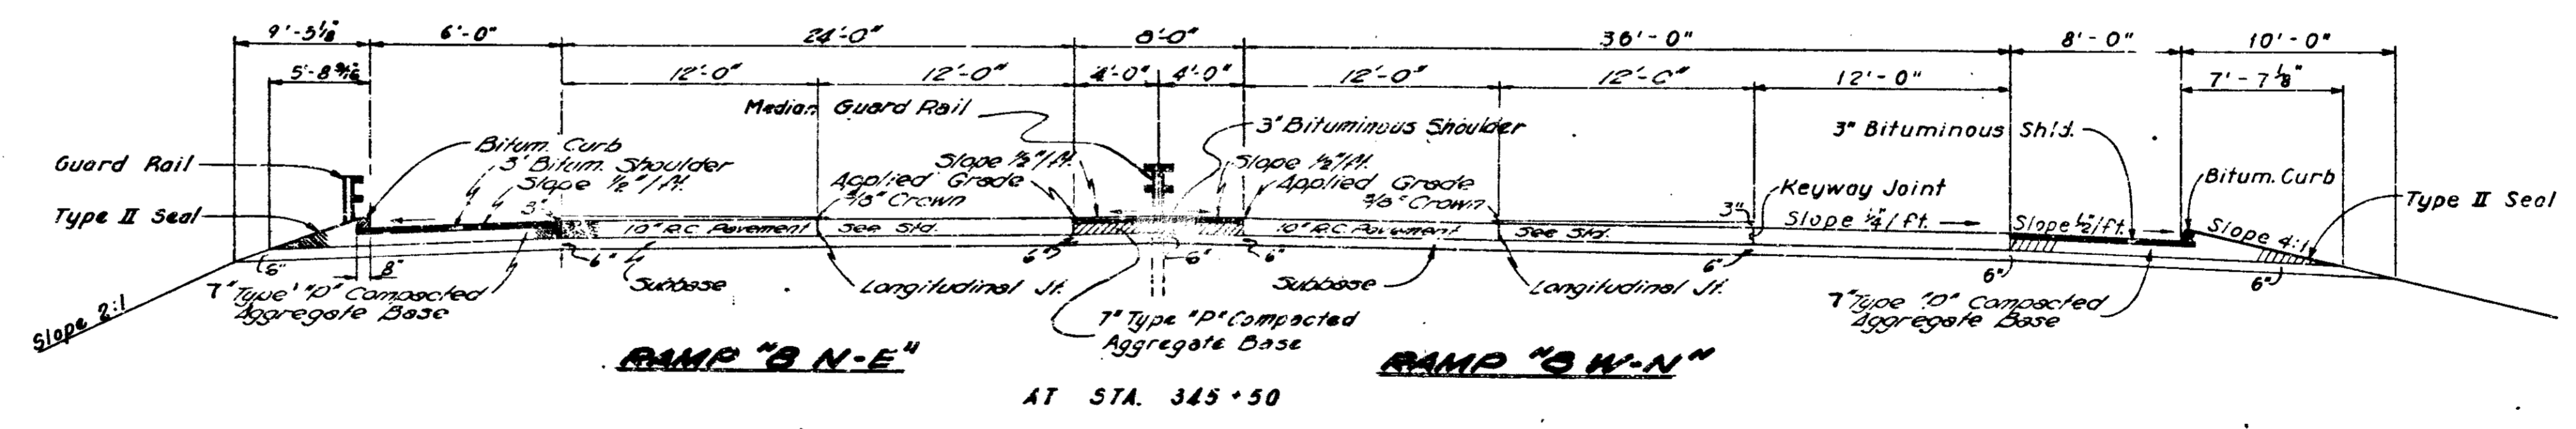 9'-5⅛" 6'-0" 24'-0" 8'-0" 36'-0" 8'-0" 10'-0"
5'-8 9/16" 12'-0" 12'-0" 4'-0" 4'-0" 12'-0" 12'-0" 12'-0" 7'-7⅛"
Median Guard Rail
3" Bituminous Shoulder
3" Bituminous Shld.
Bitum. Curb
3" Bitum. Shoulder
Slope ½"/ft.
Guard Rail
Type II Seal
3"
Slope ½"/ft.
Applied Grade
⅜" Crown
Slope ½"/ft.
Applied Grade
⅜" Crown
Keyway Joint
3"
Slope ¼"/ft.
Slope ½"/ft.
Bitum. Curb
Type II Seal
Slope 4:1
10" R.C. Pavement See Std.
10" R.C. Pavement See Std.
6" 8" 6" 6" 6" 6" 6" 6" 6"
Slope 2:1
7" Type "P" Compacted
Aggregate Base
Subbase
Longitudinal Jt.
7" Type "P" Compacted
Aggregate Base
Subbase
Longitudinal Jt.
7" Type "P" Compacted
Aggregate Base
RAMP "8 N-E"
RAMP "8 W-N"
AT STA. 345+50